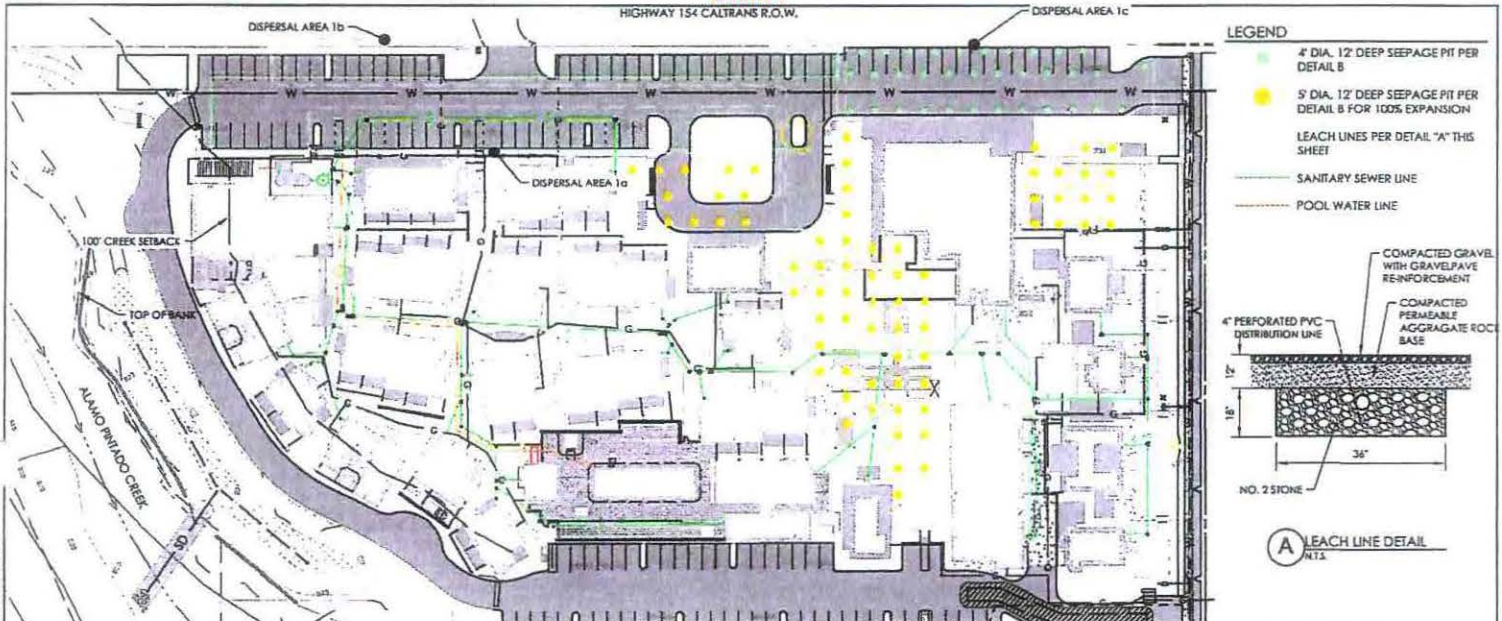 HIGHWAY 154 CALTRANS R.O.W.
DISPERSAL AREA 1b
DISPERSAL AREA 1c
W W W W W W W W
DISPERSAL AREA 1a
100' CREEK SETBACK
TOP OF BANK
ALAMO PINTADO CREEK
SD
G
G
G
G
G
X
LEGEND
4' DIA. 12' DEEP SEEPAGE PIT PER
DETAIL B
5' DIA. 12' DEEP SEEPAGE PIT PER
DETAIL B FOR 100% EXPANSION
LEACH LINES PER DETAIL "A" THIS
SHEET
SANITARY SEWER LINE
POOL WATER LINE
COMPACTED GRAVEL
WITH GRAVELPAVE
RE-INFORCEMENT
COMPACTED
PERMEABLE
AGGRAGATE ROCK
BASE
4" PERFORATED PVC
DISTRIBUTION LINE
12"
18"
36"
NO. 2 STONE
A LEACH LINE DETAIL
N.T.S.